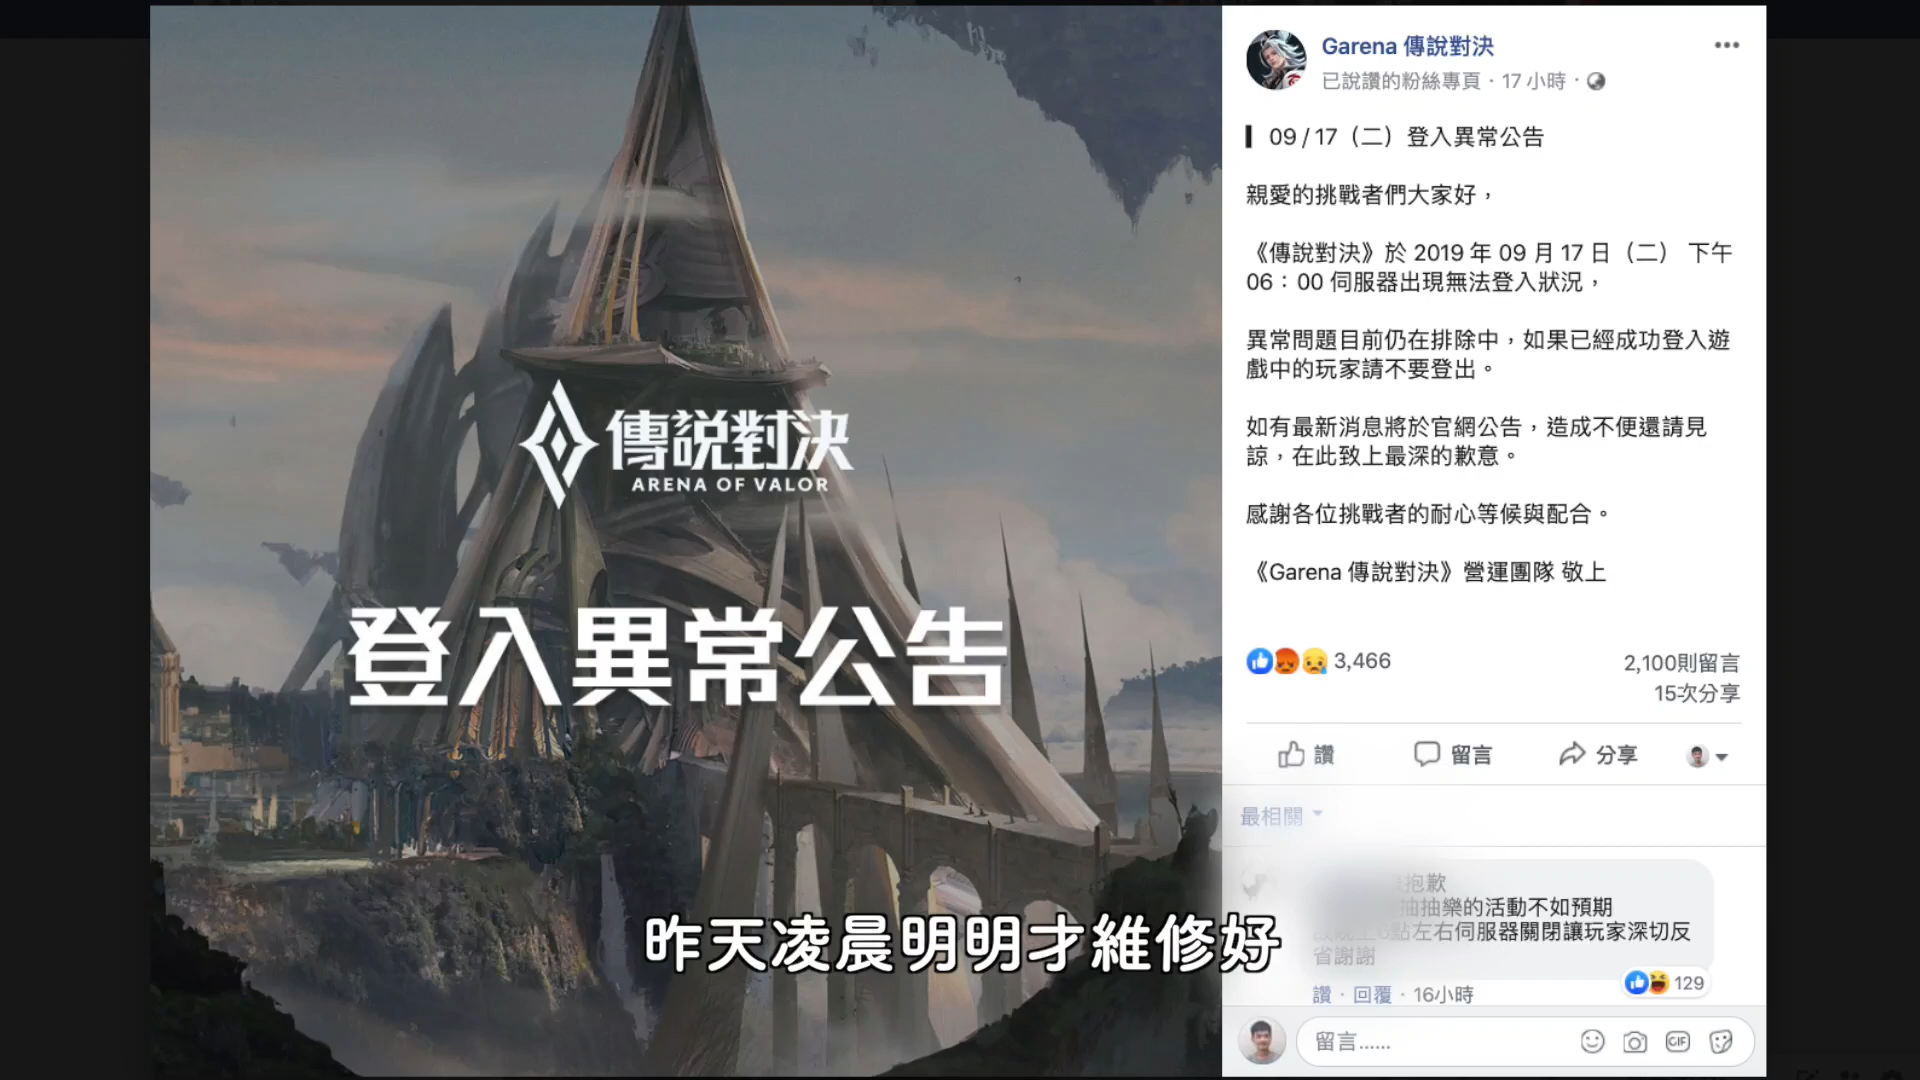 傳說對決
ARENA OF VALOR
登入異常公告
昨天凌晨明明才維修好
Garena 傳說對決
已說讚的粉絲專頁 · 17 小時 ·
09 / 17（二）登入異常公告
親愛的挑戰者們大家好，
《傳說對決》於 2019 年 09 月 17 日（二） 下午
06：00 伺服器出現無法登入狀況，
異常問題目前仍在排除中，如果已經成功登入遊
戲中的玩家請不要登出。
如有最新消息將於官網公告，造成不便還請見
諒，在此致上最深的歉意。
感謝各位挑戰者的耐心等候與配合。
《Garena 傳說對決》營運團隊 敬上
3,466
2,100則留言
15次分享
讚
留言
分享
最相關
抱歉
抽抽樂的活動不如預期
點左右伺服器關閉讓玩家深切反
省謝謝
129
讚 · 回覆 · 16小時
留言......
GIF